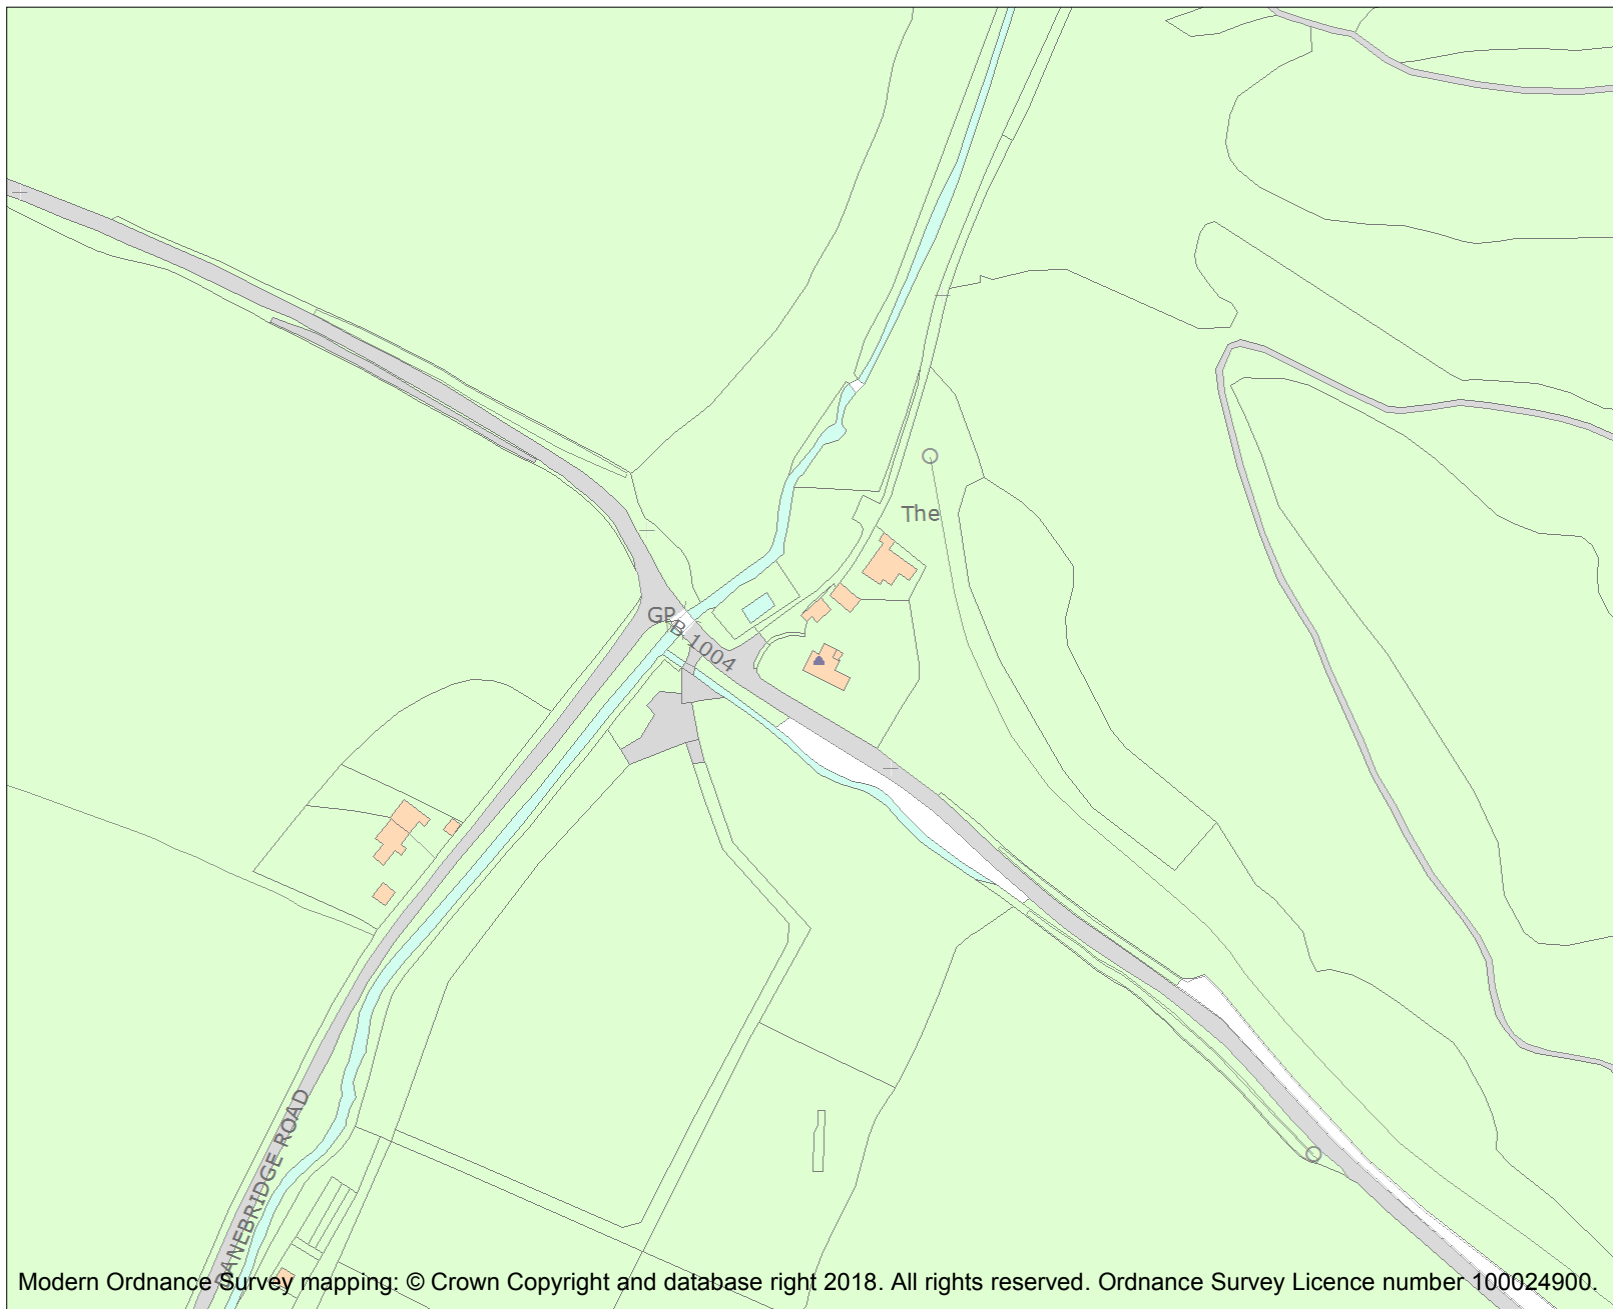 The
GP
B 1004
DANEBRIDGE ROAD
Modern Ordnance Survey mapping: © Crown Copyright and database right 2018. All rights reserved. Ordnance Survey Licence number 100024900.